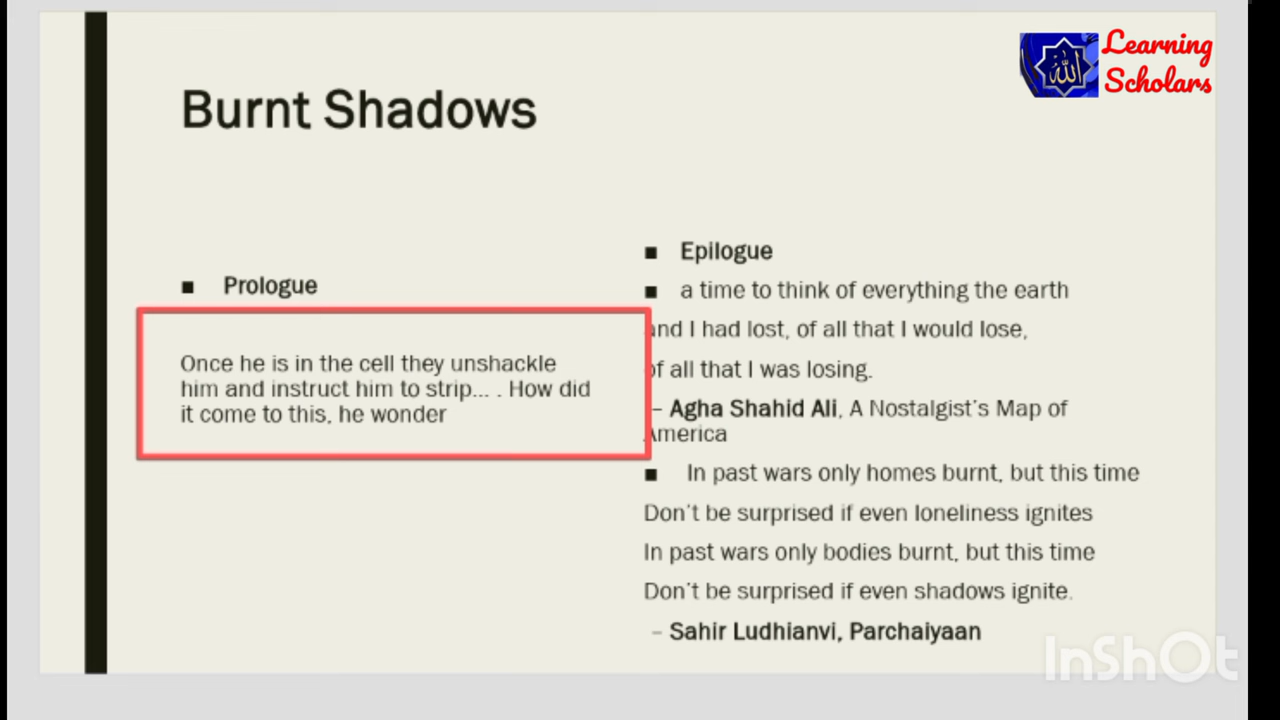 Learning
Scholars
الله
Burnt Shadows
■ Prologue
Once he is in the cell they unshackle
him and instruct him to strip... . How did
it come to this, he wonder
■ Epilogue
■ a time to think of everything the earth
and I had lost, of all that I would lose,
of all that I was losing.
– Agha Shahid Ali, A Nostalgist's Map of
America
■ In past wars only homes burnt, but this time
Don't be surprised if even loneliness ignites
In past wars only bodies burnt, but this time
Don't be surprised if even shadows ignite.
– Sahir Ludhianvi, Parchaiyaan
InShOt